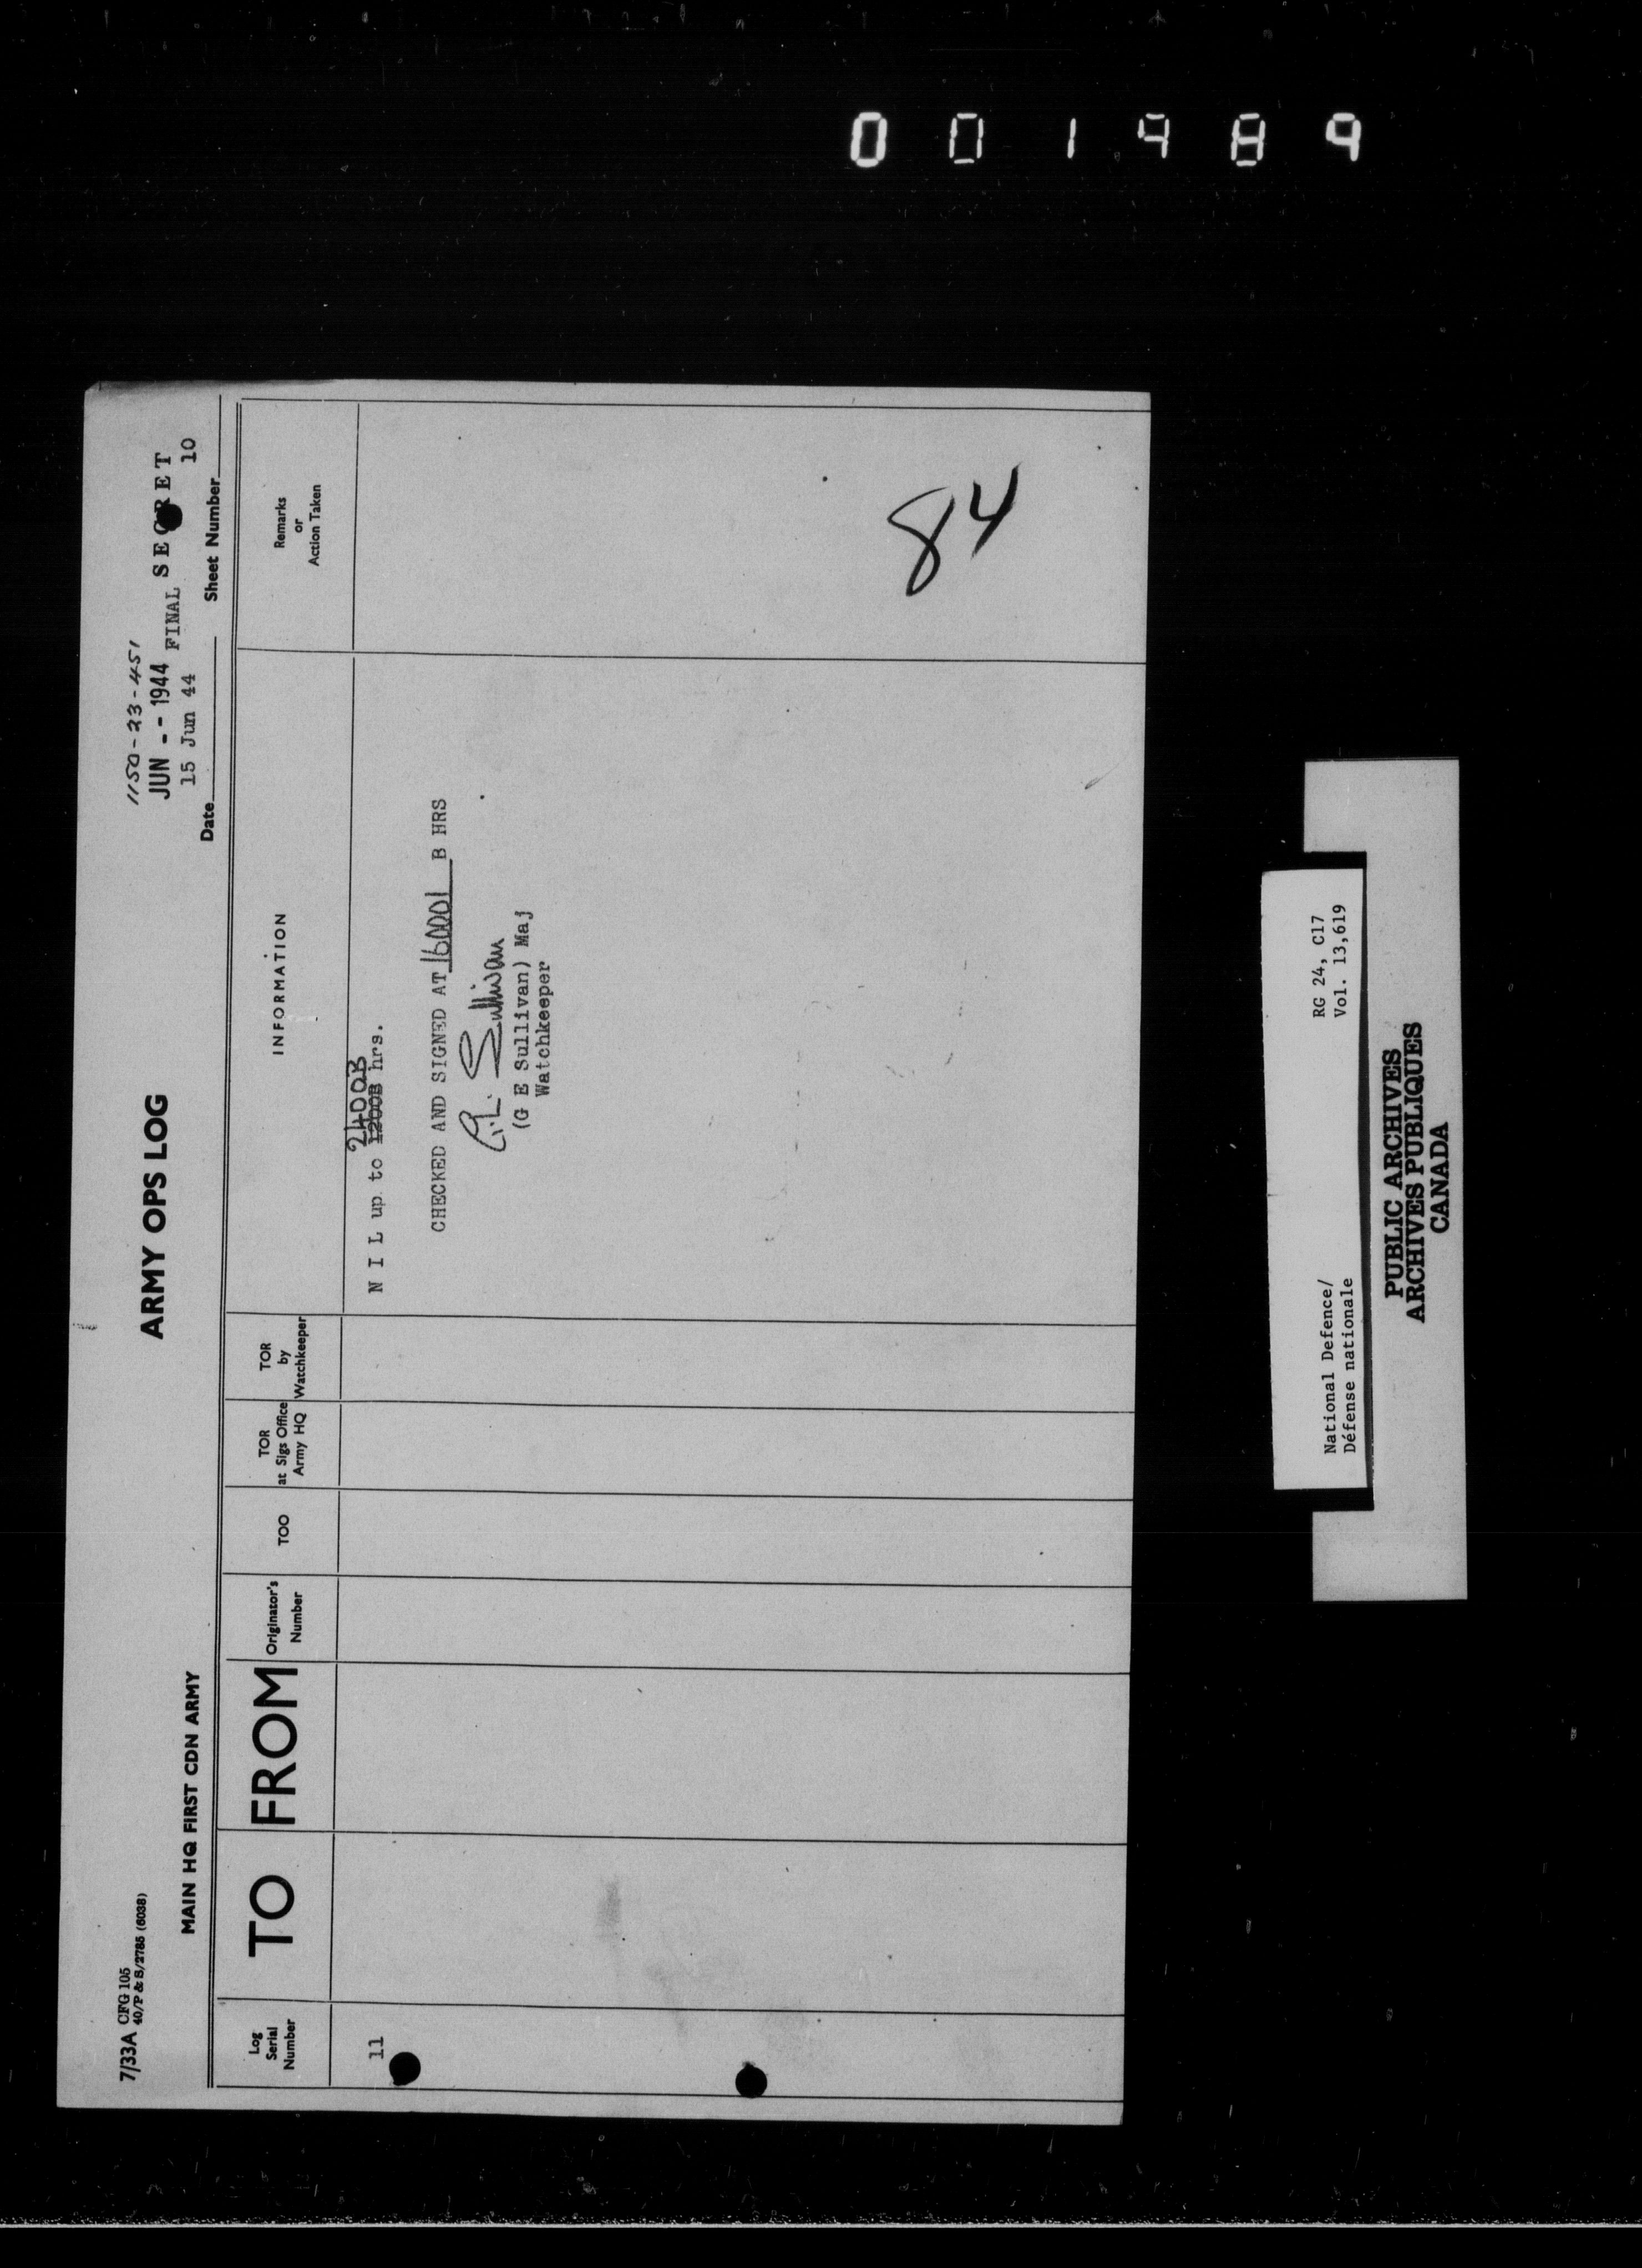 0 0 1 9 8 9
7/33A CFG 105
40/P & S/2785 (6038)
MAIN HQ FIRST CDN ARMY
ARMY OPS LOG
1150-23-451
JUN - - 1944
FINAL SECRET
15 Jun 44
10
Date
Sheet Number
Log
Serial
Number
TO
FROM
Originator's
Number
TOO
TOR
at Sigs Office
Army HQ
TOR
by
Watchkeeper
INFORMATION
Remarks
or
Action Taken
2400B
11 N I L up to 1200B hrs.
CHECKED AND SIGNED AT 160001 B HRS
Sullivan
(G E Sullivan) Maj
Watchkeeper
84
National Defence/ RG 24, C17
Défense nationale Vol. 13,619
PUBLIC ARCHIVES
ARCHIVES PUBLIQUES
CANADA